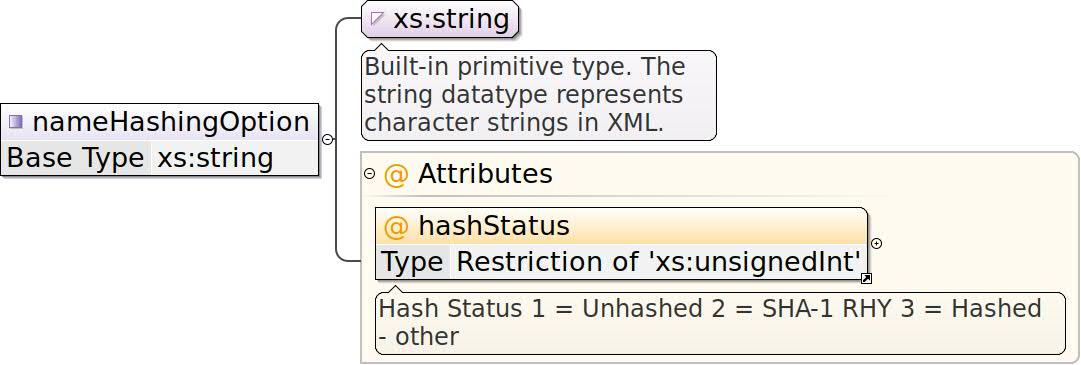 xs:string
Built-in primitive type. The
string datatype represents
character strings in XML.
nameHashingOption
Base Type xs:string
@ Attributes
@ hashStatus
Type Restriction of 'xs:unsignedInt'
Hash Status 1 = Unhashed 2 = SHA-1 RHY 3 = Hashed
- other